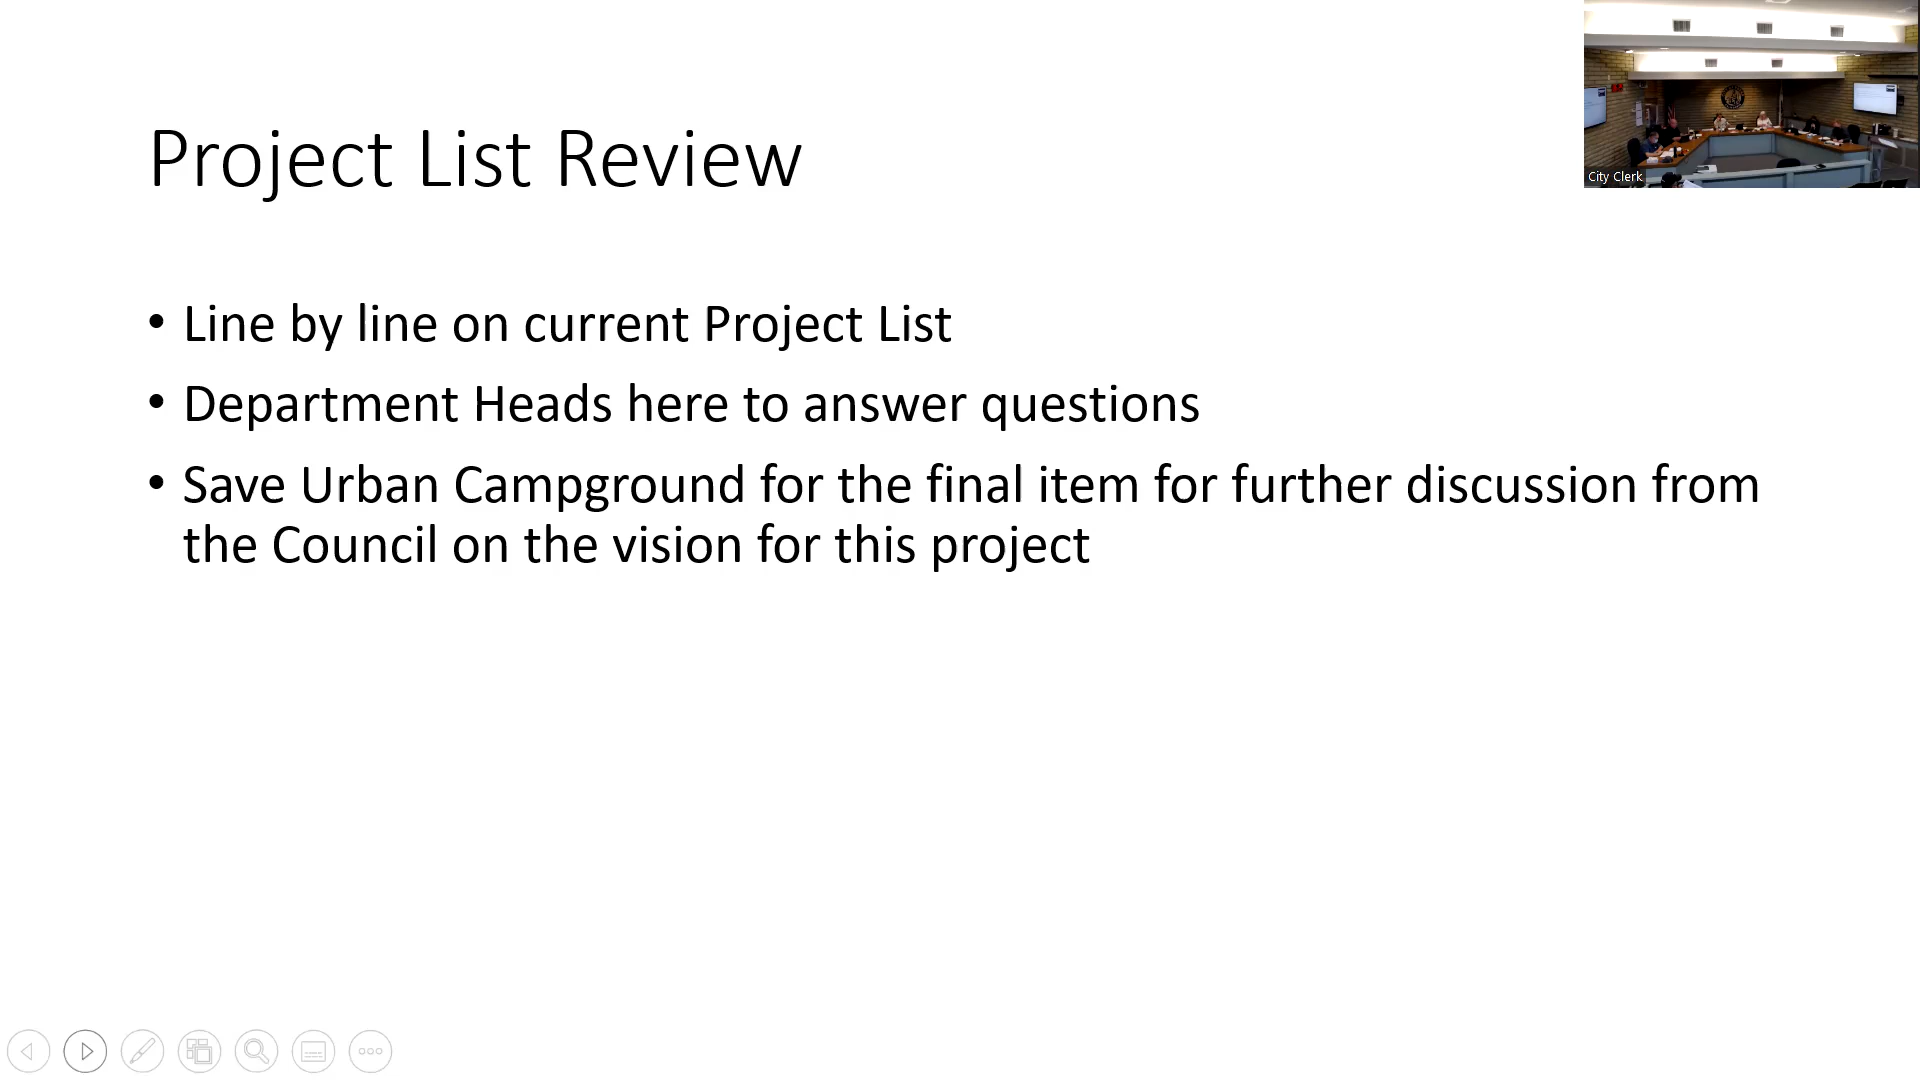 Project List Review
• Line by line on current Project List
• Department Heads here to answer questions
• Save Urban Campground for the final item for further discussion from
the Council on the vision for this project
City Clerk